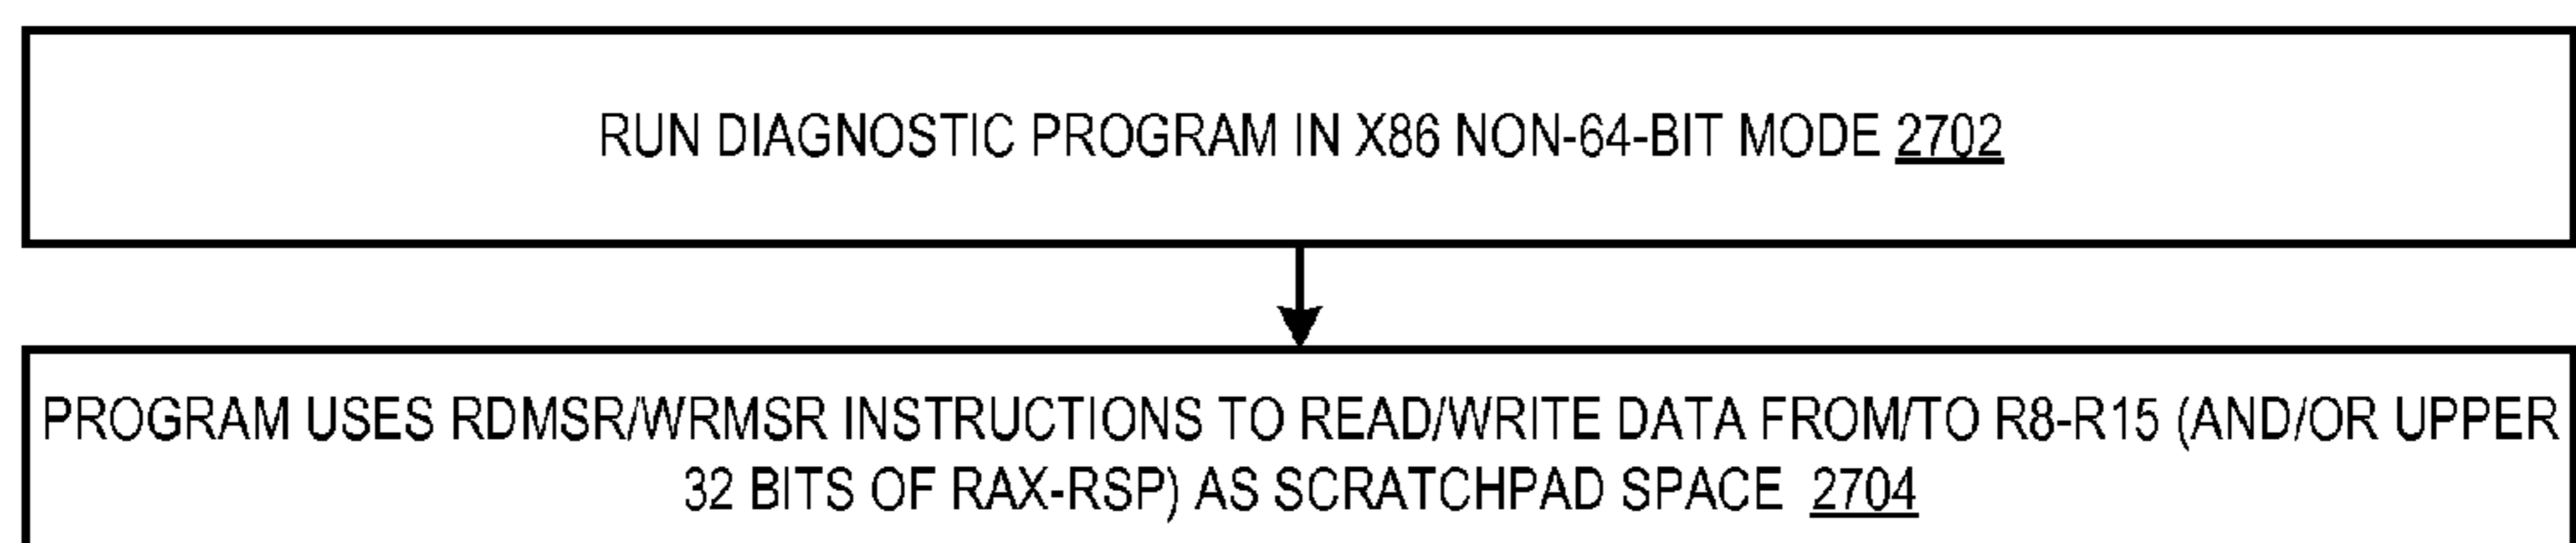 RUN DIAGNOSTIC PROGRAM IN X86 NON-64-BIT MODE 2702
PROGRAM USES RDMSR/WRMSR INSTRUCTIONS TO READ/WRITE DATA FROM/TO R8-R15 (AND/OR UPPER
32 BITS OF RAX-RSP) AS SCRATCHPAD SPACE 2704